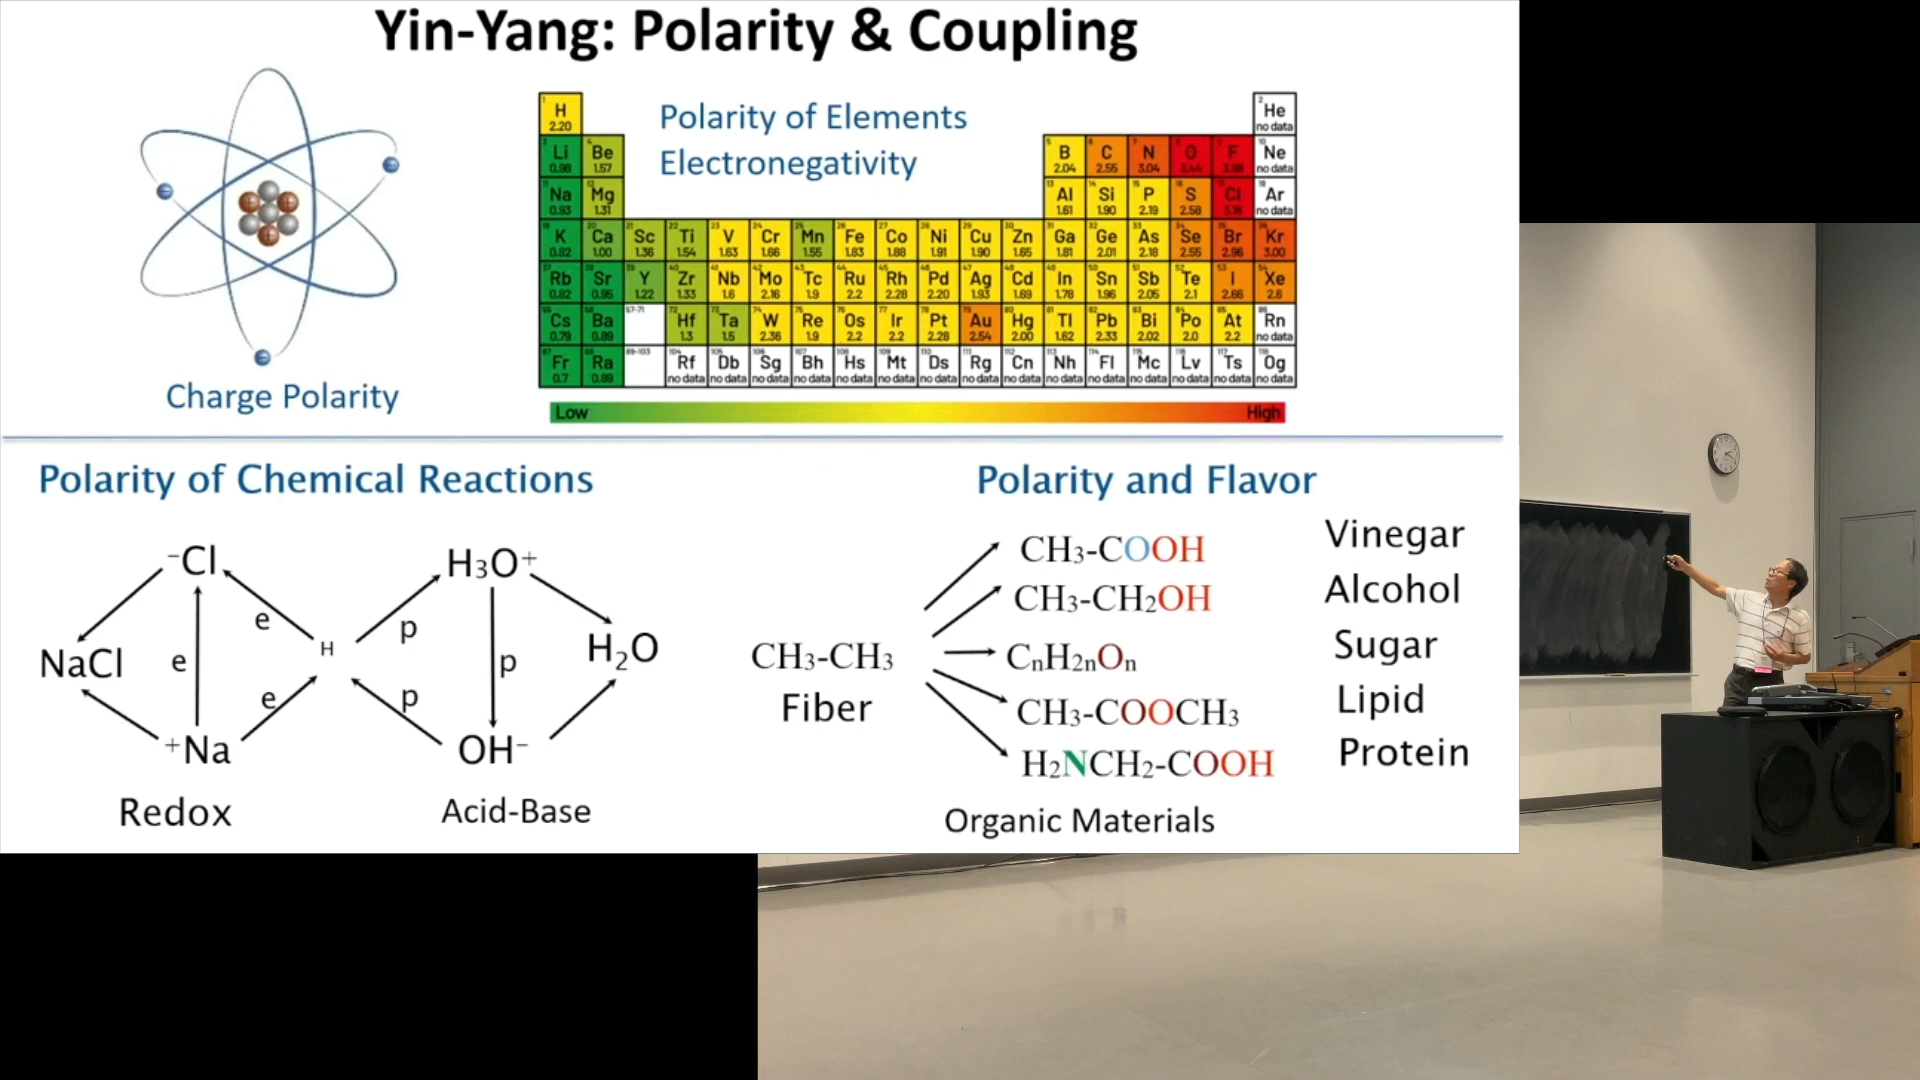 Yin-Yang: Polarity & Coupling
Charge Polarity
Polarity of Elements
Electronegativity
H 2.20 He no data
Li 0.98 Be 1.57 B 2.04 C 2.55 N 3.04 O 3.44 F 3.98 Ne no data
Na 0.93 Mg 1.31 Al 1.61 Si 1.90 P 2.19 S 2.58 Cl 3.16 Ar no data
K 0.82 Ca 1.00 Sc 1.36 Ti 1.54 V 1.63 Cr 1.66 Mn 1.55 Fe 1.83 Co 1.88 Ni 1.91 Cu 1.90 Zn 1.65 Ga 1.81 Ge 2.01 As 2.18 Se 2.55 Br 2.96 Kr 3.00
Rb 0.82 Sr 0.95 Y 1.22 Zr 1.33 Nb 1.6 Mo 2.16 Tc 1.9 Ru 2.2 Rh 2.28 Pd 2.20 Ag 1.93 Cd 1.69 In 1.78 Sn 1.96 Sb 2.05 Te 2.1 I 2.66 Xe 2.6
Cs 0.79 Ba 0.89 57-71 Hf 1.3 Ta 1.5 W 2.36 Re 1.9 Os 2.2 Ir 2.2 Pt 2.28 Au 2.54 Hg 2.00 Tl 1.62 Pb 2.33 Bi 2.02 Po 2.0 At 2.2 Rn no data
Fr 0.7 Ra 0.89 89-103 Rf no data Db no data Sg no data Bh no data Hs no data Mt no data Ds no data Rg no data Cn no data Nh no data Fl no data Mc no data Lv no data Ts no data Og no data
Low High
Polarity of Chemical Reactions
⁻Cl
H₃O⁺
e
p
H
NaCl
e
p
H₂O
e
p
⁺Na
OH⁻
Redox
Acid-Base
Polarity and Flavor
CH₃-COOH Vinegar
CH₃-CH₂OH Alcohol
CH₃-CH₃ CnH2nOn Sugar
Fiber CH₃-COOCH₃ Lipid
H₂NCH₂-COOH Protein
Organic Materials